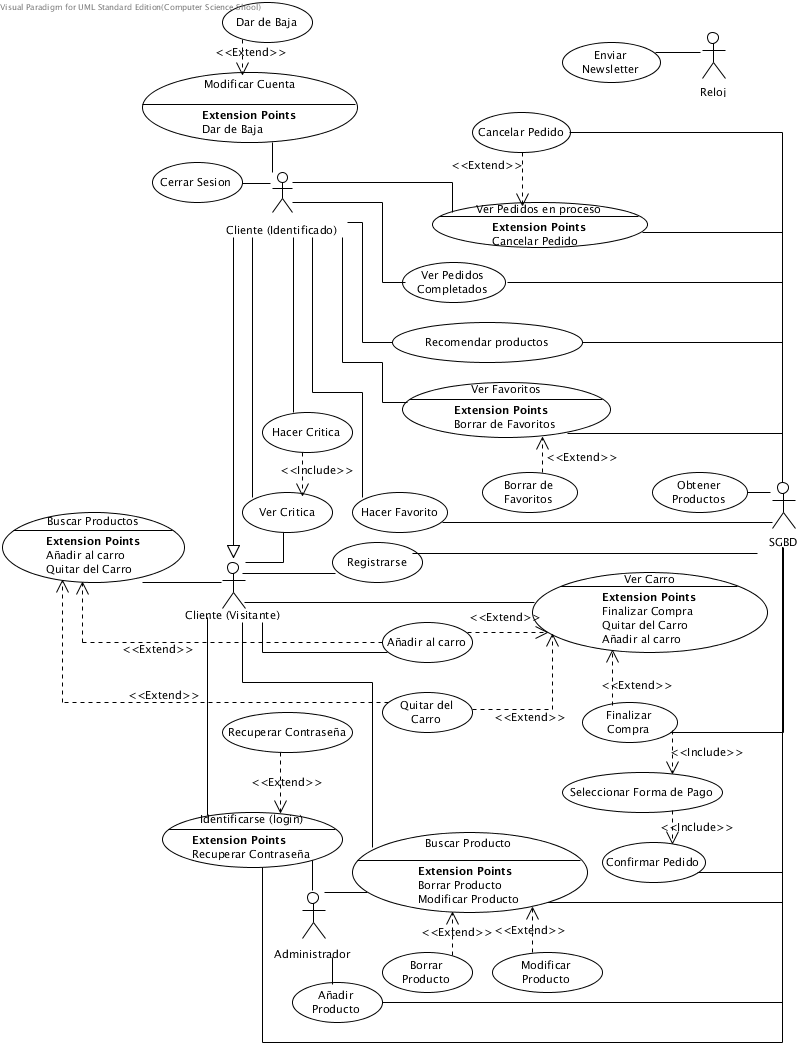 Visual Paradigm for UML Standard Edition(Computer Science Shool)
Dar de Baja
<<Extend>>
Modificar Cuenta
Extension Points
Dar de Baja
Enviar
Newsletter
Reloj
Cancelar Pedido
<<Extend>>
Cerrar Sesion
Cliente (Identificado)
Ver Pedidos en proceso
Extension Points
Cancelar Pedido
Ver Pedidos
Completados
Recomendar productos
Ver Favoritos
Extension Points
Borrar de Favoritos
<<Extend>>
Hacer Critica
<<Include>>
Ver Critica
Hacer Favorito
Borrar de
Favoritos
Obtener
Productos
SGBD
Buscar Productos
Extension Points
Añadir al carro
Quitar del Carro
Registrarse
Cliente (Visitante)
Ver Carro
Extension Points
Finalizar Compra
Quitar del Carro
Añadir al carro
<<Extend>>
<<Extend>>
Añadir al carro
<<Extend>>
<<Extend>>
Quitar del
Carro
<<Extend>>
Finalizar
Compra
Recuperar Contraseña
<<Extend>>
<<Include>>
Seleccionar Forma de Pago
<<Include>>
Confirmar Pedido
Identificarse (login)
Extension Points
Recuperar Contraseña
Buscar Producto
Extension Points
Borrar Producto
Modificar Producto
<<Extend>>
<<Extend>>
Administrador
Borrar
Producto
Modificar
Producto
Añadir
Producto